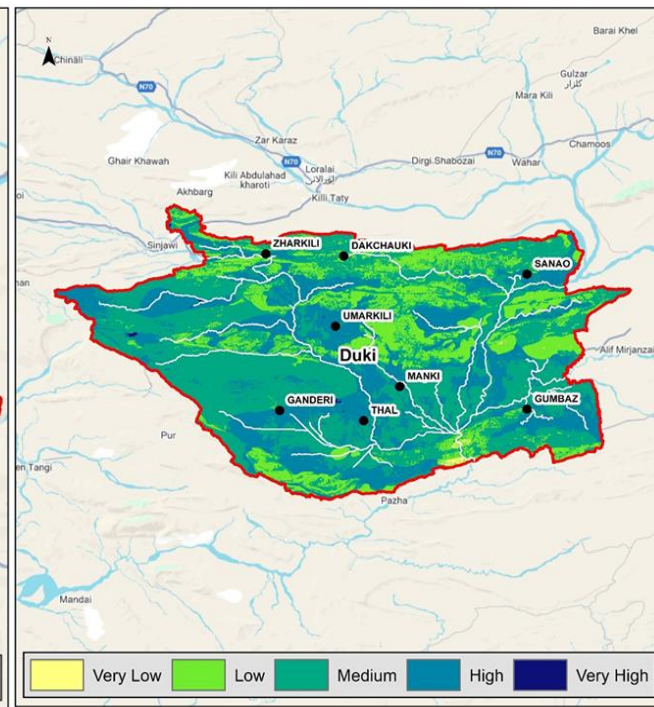 Barai Khel
N
Chināli
Gulzar
گلزار
N70
Mara Kili
Zar Karaz
Chamoos
N70
Loralai
لورالائى
Dirgi Shabozai
N70
Wahar
Ghair Khawah
Kili Abdulahad
kharoti
Killi Taty
Akhbarg
Sinjawi
ZHARKILI
DAKCHAUKI
SANAO
UMARKILI
Duki
Alif Mirjanzai
MANKI
GANDERI
THAL
GUMBAZ
Pur
en Tangi
Pazha
Mandai
Very Low
Low
Medium
High
Very High